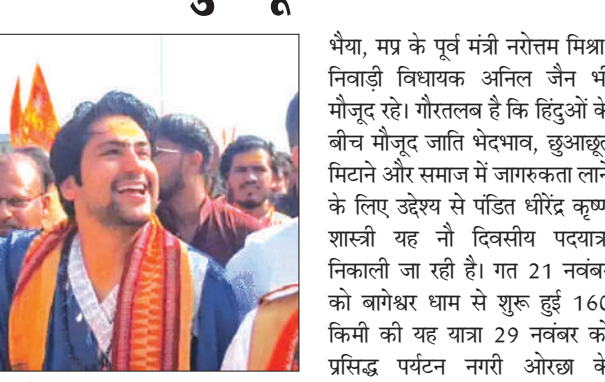 भैया, मप्र के पूर्व मंत्री नरोत्तम मिश्रा
निवाड़ी विधायक अनिल जैन भी
मौजूद रहे। गौरतलब है कि हिंदुओं के
बीच मौजूद जाति भेदभाव, छुआछूत
मिटाने और समाज में जागरुकता लाने
के लिए उद्देश्य से पंडित धीरेंद्र कृष्ण
शास्त्री यह नौ दिवसीय पदयात्रा
निकाली जा रही है। गत 21 नवंबर
को बागेश्वर धाम से शुरू हुई 160
किमी की यह यात्रा 29 नवंबर को
प्रसिद्ध पर्यटन नगरी ओरछा के